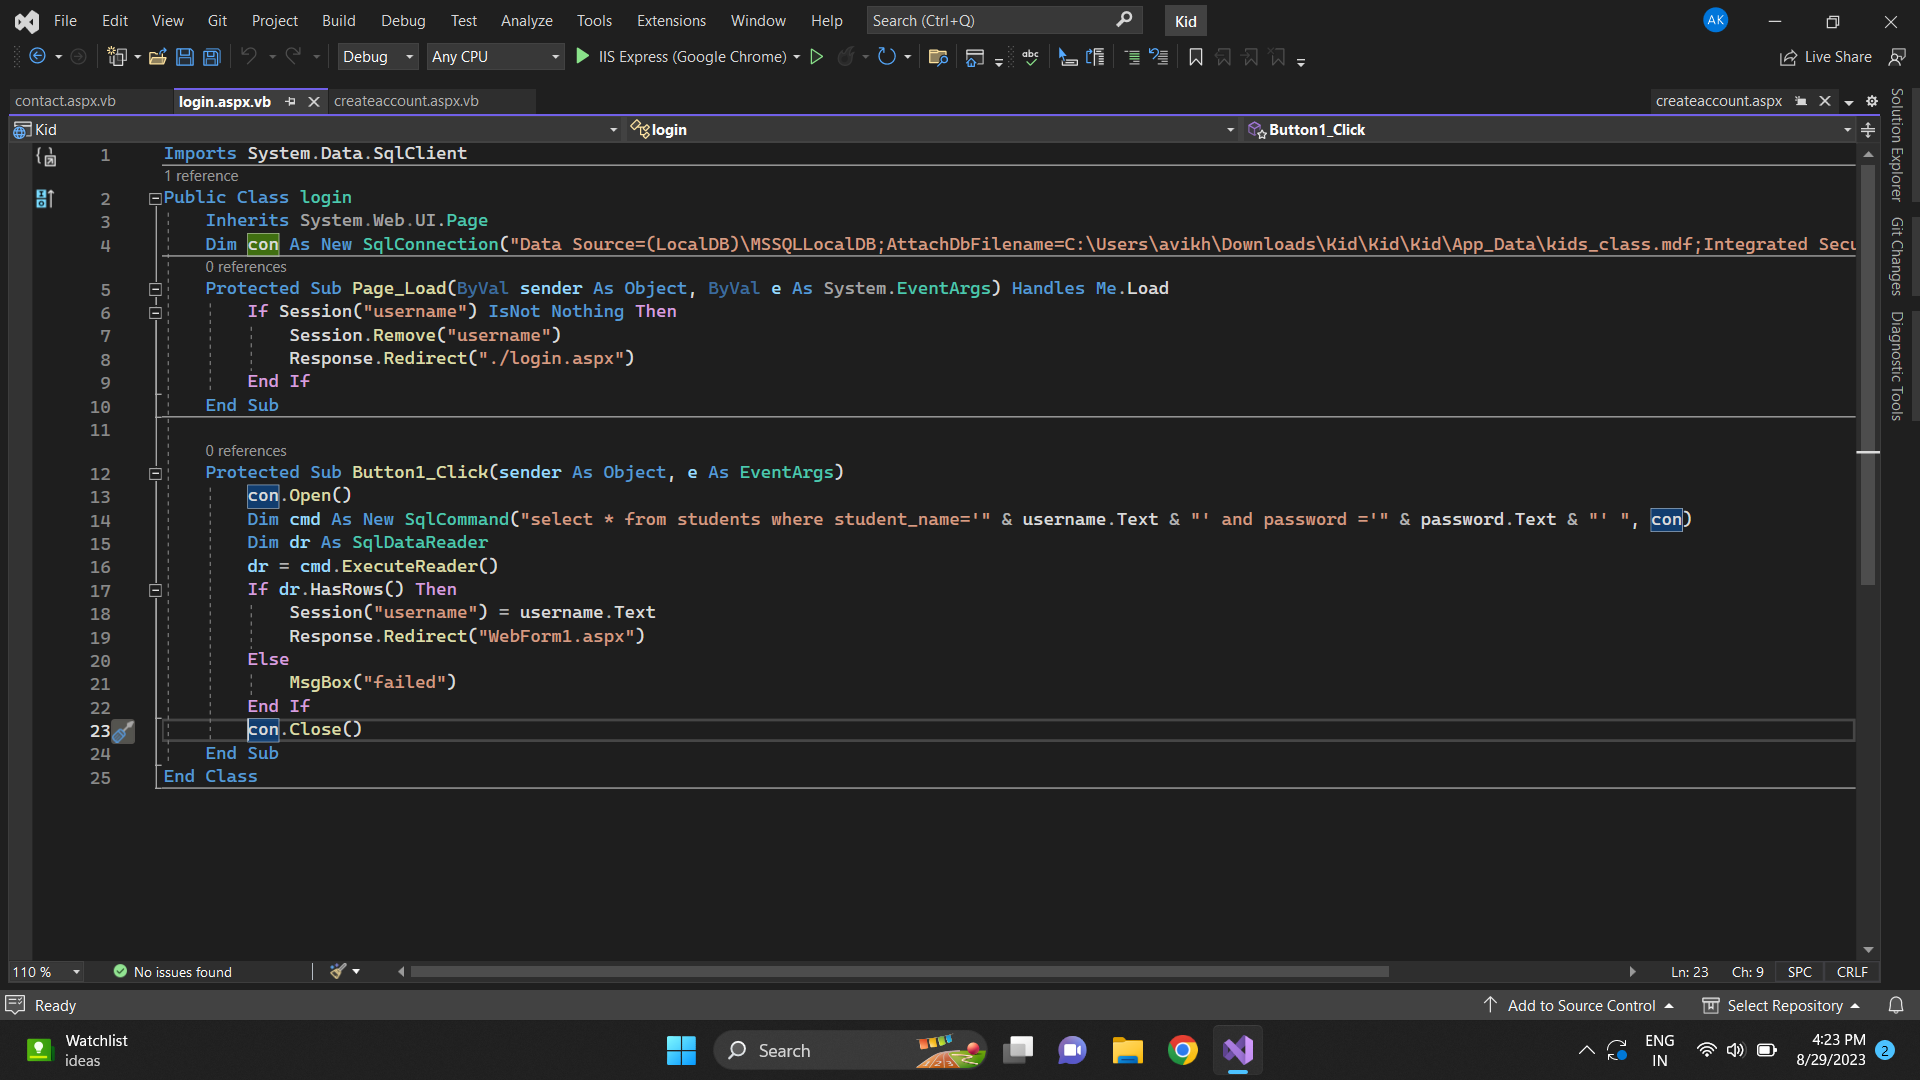 File Edit View Git Project Build Debug Test Analyze Tools Extensions Window Help Search (Ctrl+Q) Kid AK
Debug Any CPU IIS Express (Google Chrome) abc Live Share
contact.aspx.vb login.aspx.vb createaccount.aspx.vb createaccount.aspx
Kid login Button1_Click
1 Imports System.Data.SqlClient
1 reference
2 Public Class login
3 Inherits System.Web.UI.Page
4 Dim con As New SqlConnection("Data Source=(LocalDB)\MSSQLLocalDB;AttachDbFilename=C:\Users\avikh\Downloads\Kid\Kid\Kid\App_Data\kids_class.mdf;Integrated Secu
0 references
5 Protected Sub Page_Load(ByVal sender As Object, ByVal e As System.EventArgs) Handles Me.Load
6 If Session("username") IsNot Nothing Then
7 Session.Remove("username")
8 Response.Redirect("./login.aspx")
9 End If
10 End Sub
11
0 references
12 Protected Sub Button1_Click(sender As Object, e As EventArgs)
13 con.Open()
14 Dim cmd As New SqlCommand("select * from students where student_name='" & username.Text & "' and password ='" & password.Text & "' ", con)
15 Dim dr As SqlDataReader
16 dr = cmd.ExecuteReader()
17 If dr.HasRows() Then
18 Session("username") = username.Text
19 Response.Redirect("WebForm1.aspx")
20 Else
21 MsgBox("failed")
22 End If
23 con.Close()
24 End Sub
25 End Class
Solution Explorer
Git Changes
Diagnostic Tools
110 % No issues found Ln: 23 Ch: 9 SPC CRLF
Ready Add to Source Control Select Repository
Watchlist
ideas
Search
ENG
IN
4:23 PM
8/29/2023
2